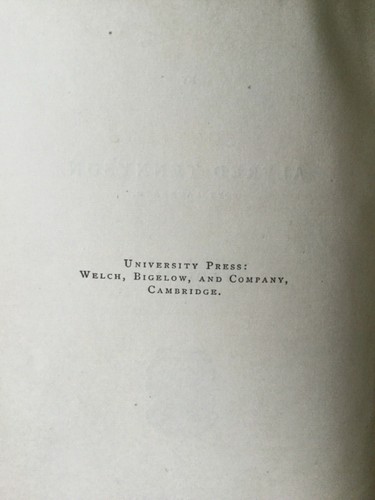 University Press:
Welch, Bigelow, and Company,
Cambridge.